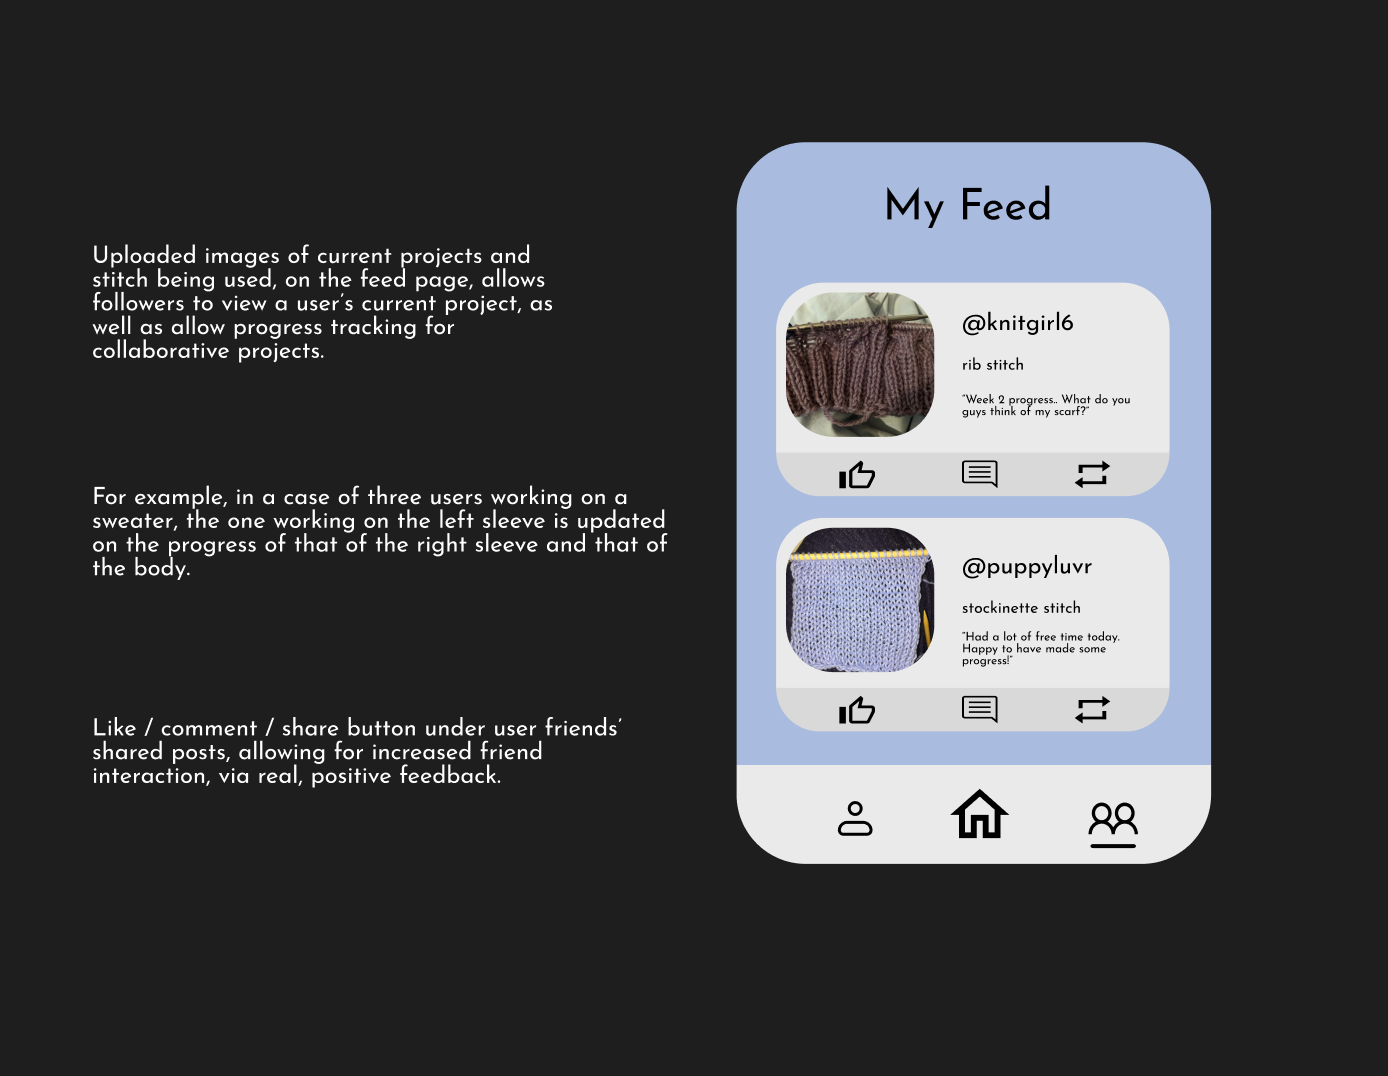 Uploaded images of current projects and
stitch being used, on the feed page, allows
followers to view a user's current project, as
well as allow progress tracking for
collaborative projects.
For example, in a case of three users working on a
sweater, the one working on the left sleeve is updated
on the progress of that of the right sleeve and that of
the body.
Like / comment / share button under user friends'
shared posts, allowing for increased friend
interaction, via real, positive feedback.
My Feed
@knitgirl6
rib stitch
"Week 2 progress.. What do you
guys think of my scarf?"
@puppyluvr
stockinette stitch
"Had a lot of free time today.
Happy to have made some
progress!"